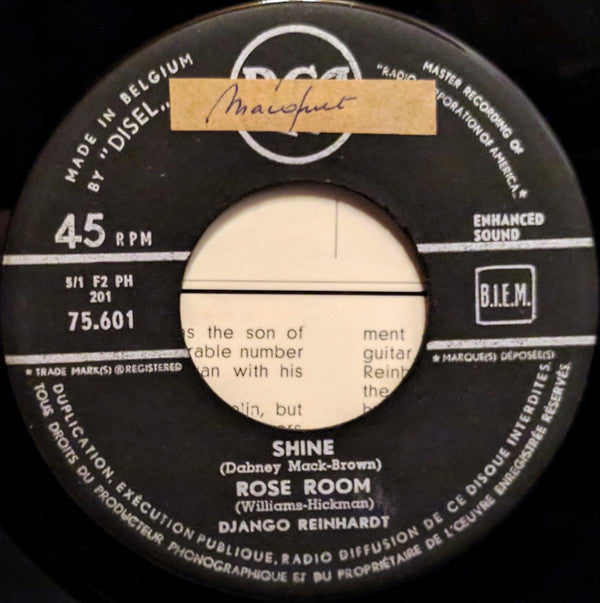 MADE IN BELGIUM
BY "DISEL"
RCA
MASTER RECORDING OF
"RADIO CORPORATION OF AMERICA" *
45 RPM
ENHANCED
SOUND
5/1 F2 PH
201
75.601
B.I.E.M.
* TRADE MARK(S) ® REGISTERED
* MARQUE(S) DÉPOSÉE(S)
s the son of
rable number
an with his
lin, but
ment
guitar
Reinh
the
SHINE
(Dabney Mack-Brown)
ROSE ROOM
(Williams-Hickman)
DJANGO REINHARDT
DUPLICATION, EXÉCUTION PUBLIQUE, RADIO DIFFUSION DE CE DISQUE INTERDITES.
TOUS DROITS DU PRODUCTEUR PHONOGRAPHIQUE ET DU PROPRIÉTAIRE DE L'ŒUVRE ENREGISTRÉE RÉSERVÉS.